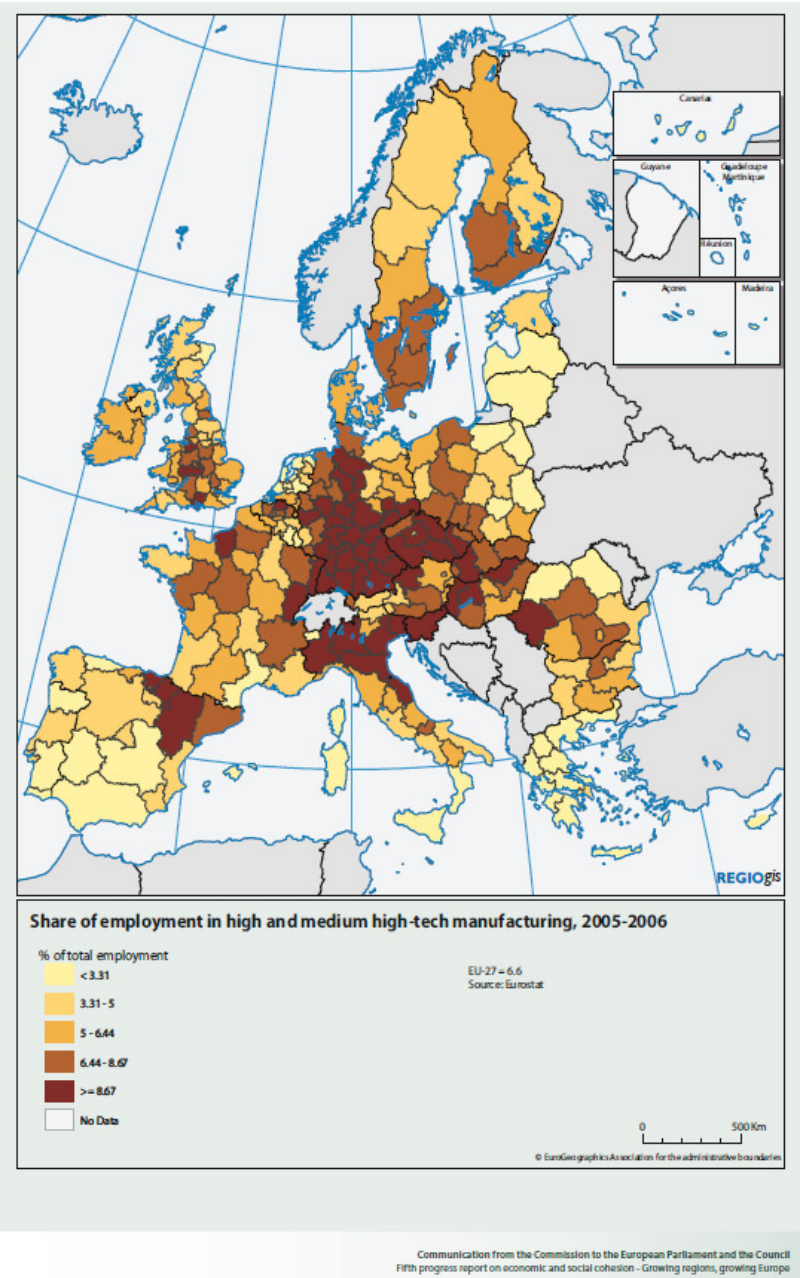 Canarias
Guyane
Guadeloupe
Martinique
Réunion
Açores
Madeira
REGIOgis
Share of employment in high and medium high-tech manufacturing, 2005-2006
% of total employment
< 3.31
3.31 - 5
5 - 6.44
6.44 - 8.67
>= 8.67
No Data
EU-27 = 6.6
Source: Eurostat
0 500 Km
© EuroGeographics Association for the administrative boundaries
Communication from the Commission to the European Parliament and the Council
Fifth progress report on economic and social cohesion - Growing regions, growing Europe